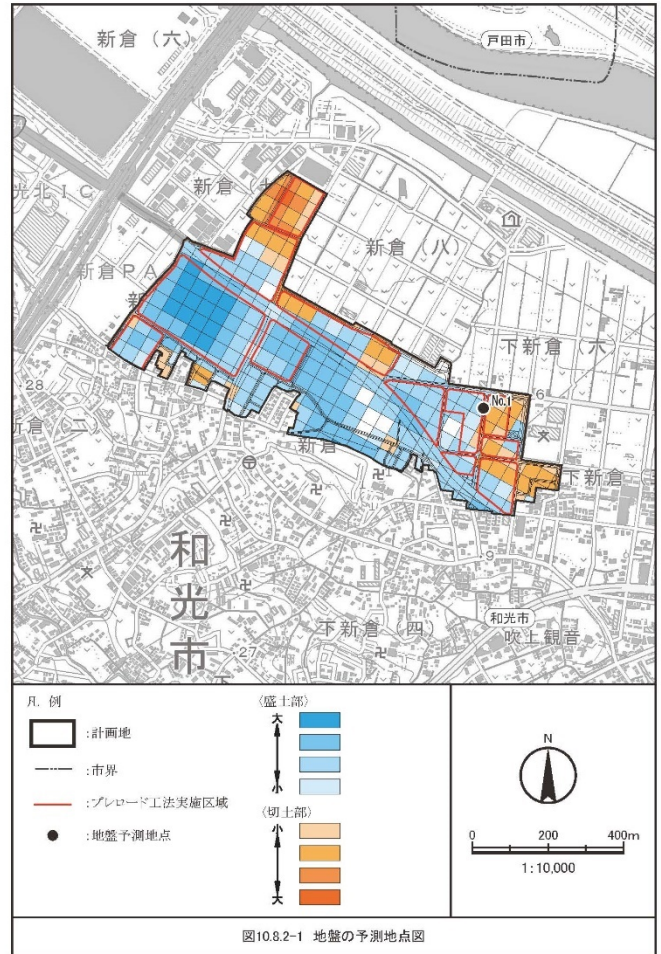 新倉（六）
戸田市
光北IC
新倉（七
新倉（八）
新倉PA
新
下新倉（六
6
No.1
28
新倉（二）
新倉
下新倉
9
和光市
和光市
吹上観音
下新倉（四）
27
下
凡 例
:計画地
:市界
:プレロード工法実施区域
:地盤予測地点
〈盛土部〉
大
小
〈切土部〉
小
大
N
0 200 400m
1:10,000
図10.8.2-1 地盤の予測地点図